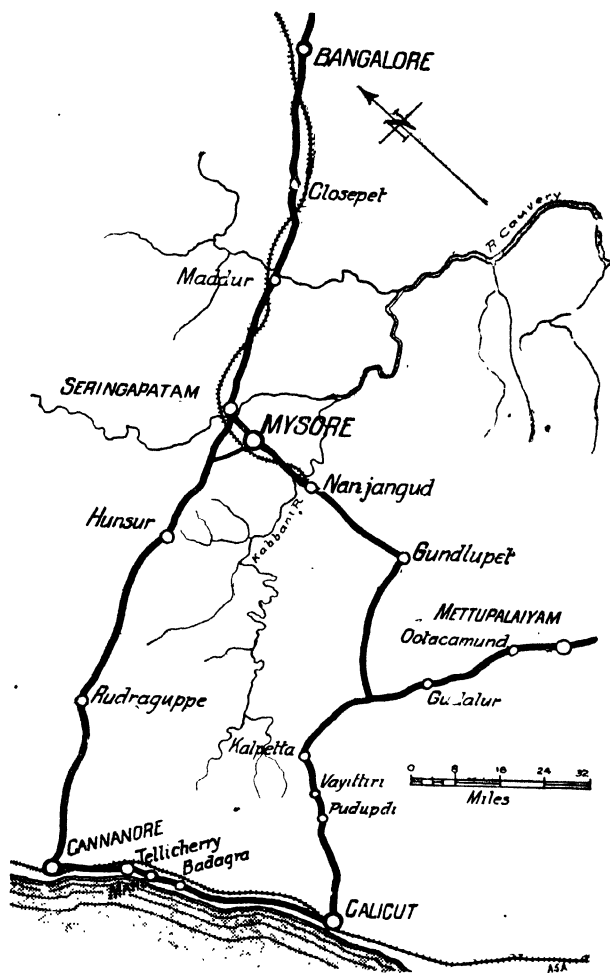 BANGALORE
N
Closepet
R Cauvery
Maddur
SERINGAPATAM
MYSORE
Nanjangud
Hunsur
Kabbani R.
Gundlupet
METTUPALAIYAM
Ootacamund
Rudraguppe
Kalpetta
0 8 16 24 32
Miles
Vayittiri
Pudupdi
CANNANORE
Tellicherry
Badagra
CALICUT
ASA